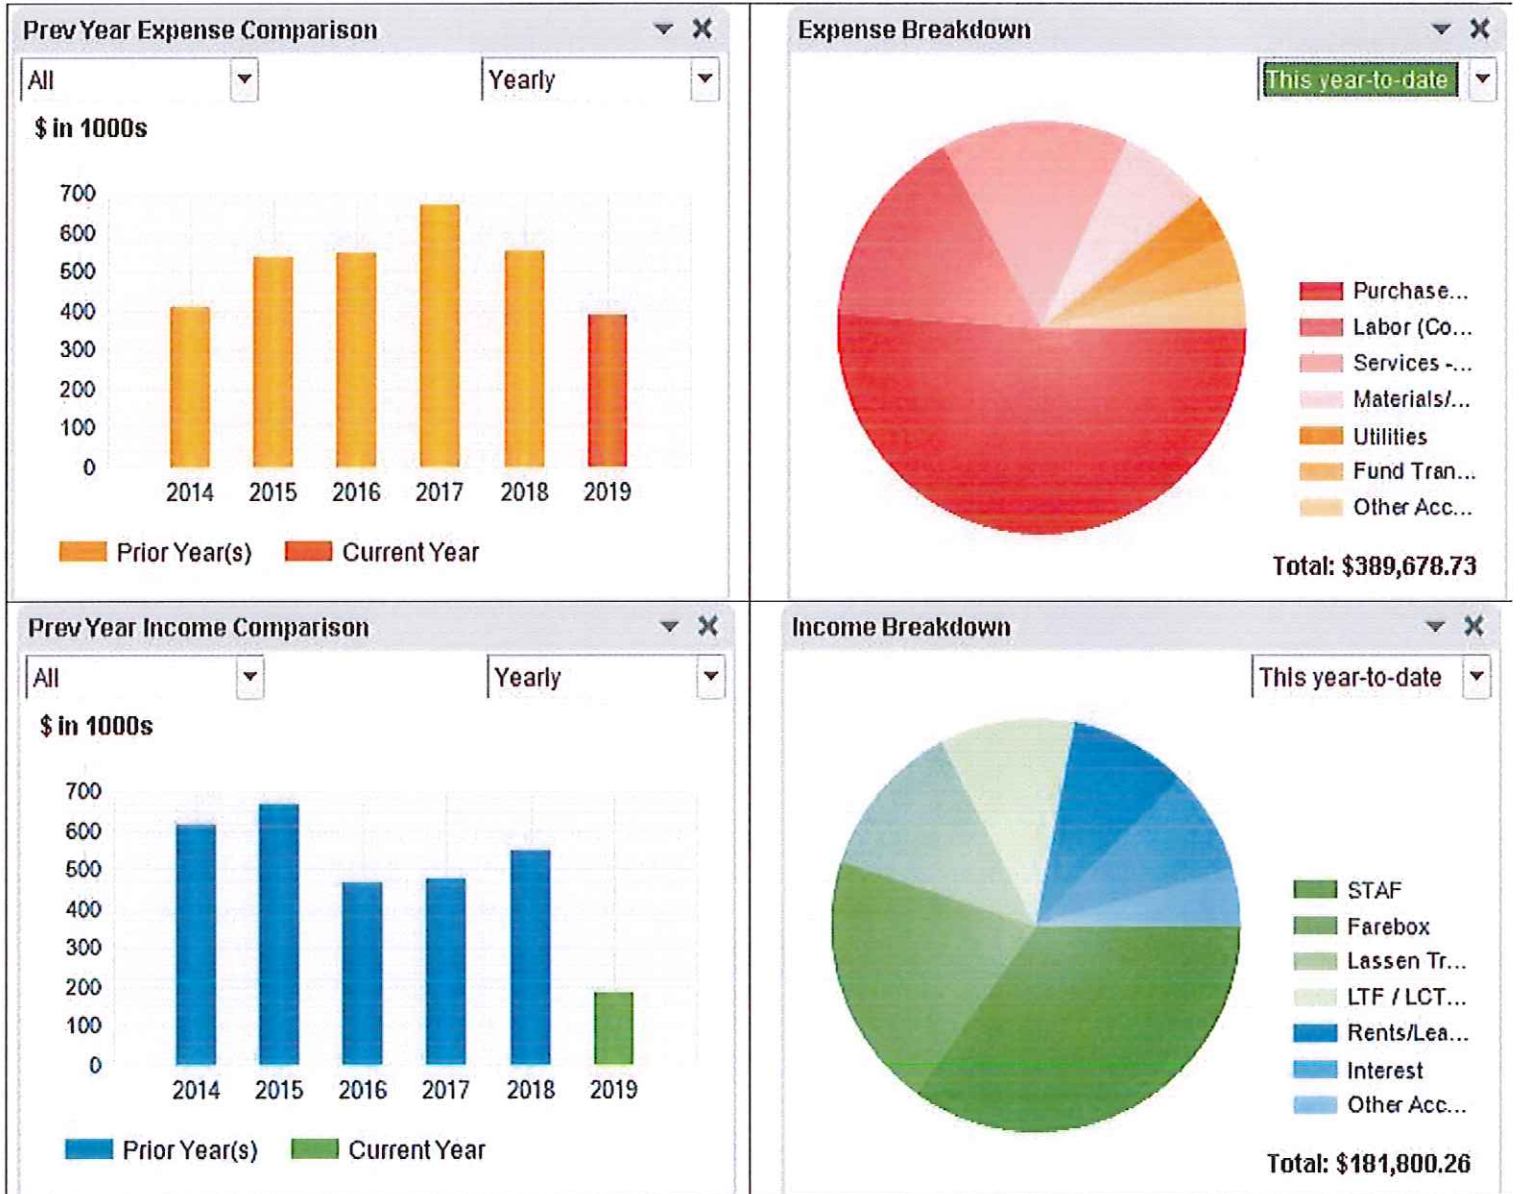 Prev Year Expense Comparison
All
Yearly
$ in 1000s
700
600
500
400
300
200
100
0
2014 2015 2016 2017 2018 2019
Prior Year(s) Current Year
Expense Breakdown
This year-to-date
Purchase...
Labor (Co...
Services -...
Materials/...
Utilities
Fund Tran...
Other Acc...
Total: $389,678.73
Prev Year Income Comparison
All
Yearly
$ in 1000s
700
600
500
400
300
200
100
0
2014 2015 2016 2017 2018 2019
Prior Year(s) Current Year
Income Breakdown
This year-to-date
STAF
Farebox
Lassen Tr...
LTF / LCT...
Rents/Lea...
Interest
Other Acc...
Total: $181,800.26